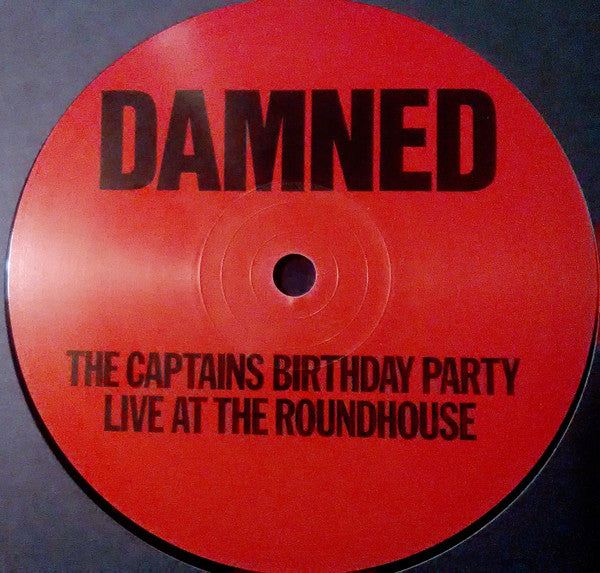 DAMNED
THE CAPTAINS BIRTHDAY PARTY
LIVE AT THE ROUNDHOUSE